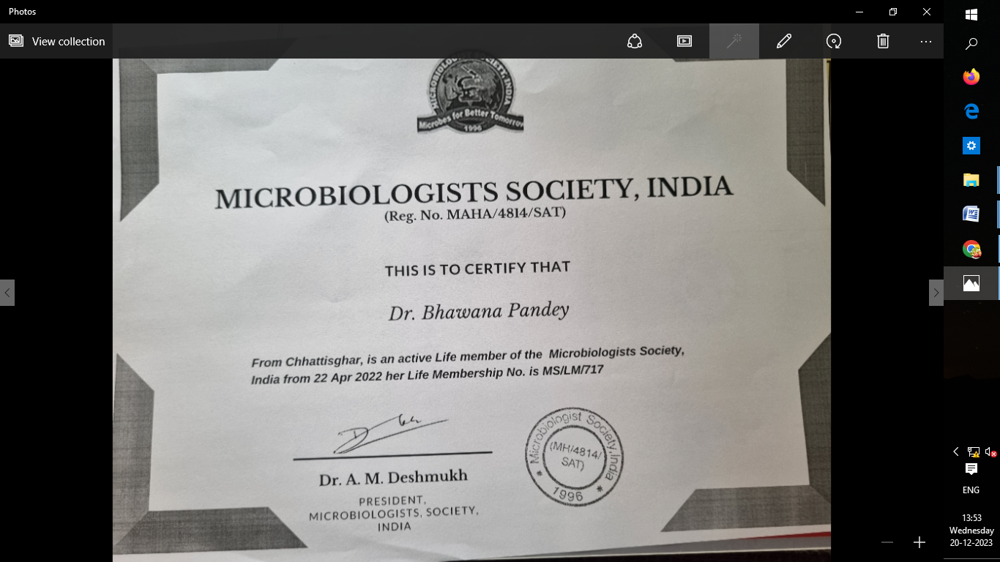 Photos
View collection
MICROBIOLOGISTS SOCIETY, INDIA
Microbes for Better Tomorrow
1996
MICROBIOLOGISTS SOCIETY, INDIA
(Reg. No. MAHA/4814/SAT)
THIS IS TO CERTIFY THAT
Dr. Bhawana Pandey
From Chhattisghar, is an active Life member of the Microbiologists Society,
India from 22 Apr 2022 her Life Membership No. is MS/LM/717
Dr. A. M. Deshmukh
PRESIDENT,
MICROBIOLOGISTS, SOCIETY,
INDIA
Microbiologist Society, India
(MH/4814/
SAT)
* 1996 *
ENG
13:53
Wednesday
20-12-2023